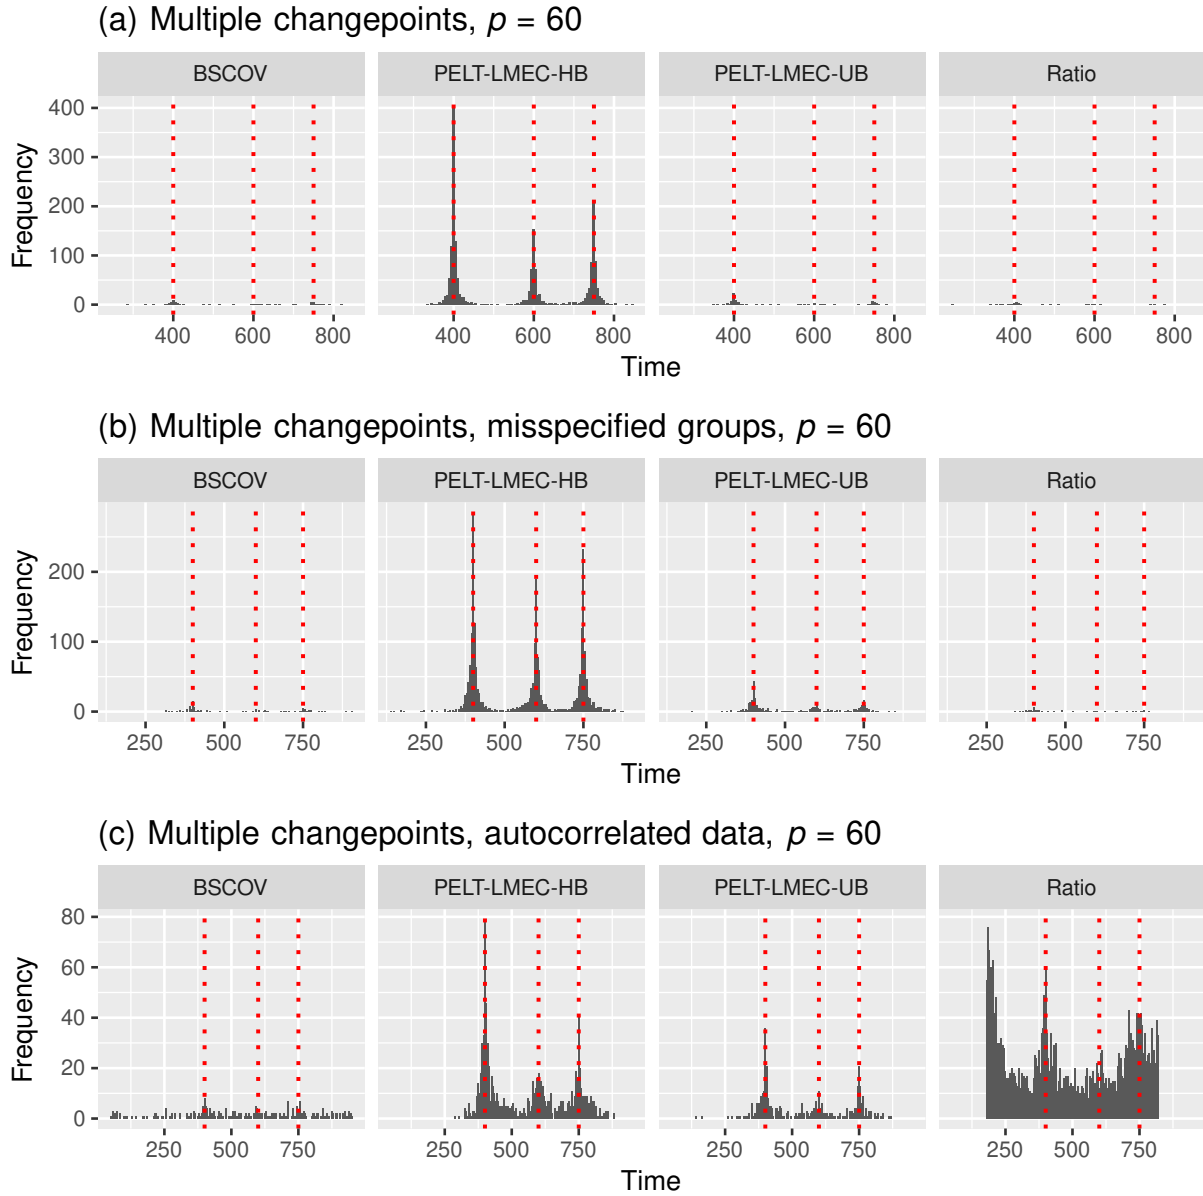 (a) Multiple changepoints, p = 60
BSCOV PELT-LMEC-HB PELT-LMEC-UB Ratio
400
300
200
100
0
Frequency
400 600 800 400 600 800 400 600 800 400 600 800
Time
(b) Multiple changepoints, misspecified groups, p = 60
BSCOV PELT-LMEC-HB PELT-LMEC-UB Ratio
200
100
0
Frequency
250 500 750 250 500 750 250 500 750 250 500 750
Time
(c) Multiple changepoints, autocorrelated data, p = 60
BSCOV PELT-LMEC-HB PELT-LMEC-UB Ratio
80
60
40
20
0
Frequency
250 500 750 250 500 750 250 500 750 250 500 750
Time